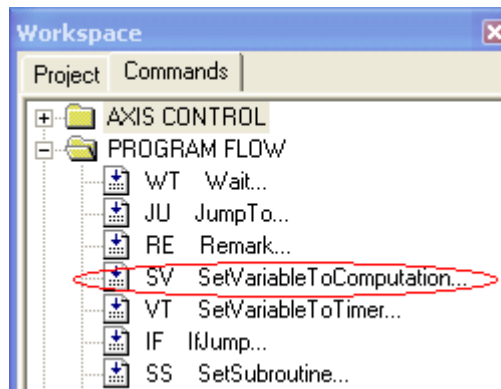 Workspace
Project Commands
AXIS CONTROL
PROGRAM FLOW
WT Wait...
JU JumpTo...
RE Remark...
SV SetVariableToComputation...
VT SetVariableToTimer...
IF IfJump...
SS SetSubroutine...